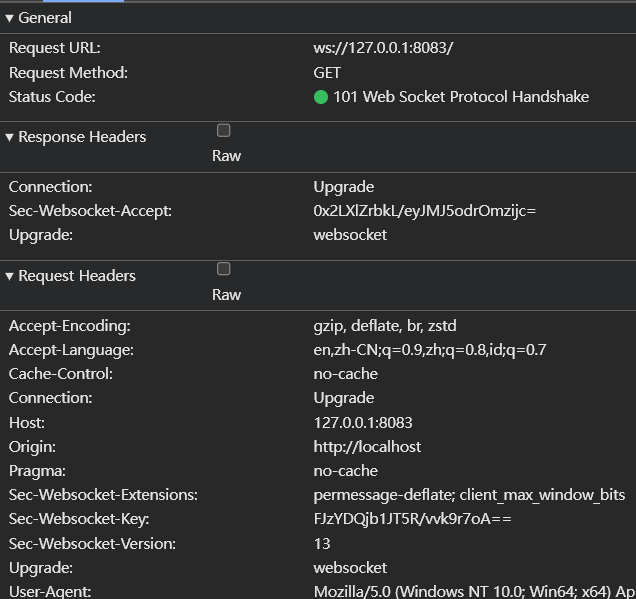 General
Request URL: ws://127.0.0.1:8083/
Request Method: GET
Status Code: 101 Web Socket Protocol Handshake
Response Headers
Raw
Connection: Upgrade
Sec-Websocket-Accept: 0x2LXlZrbkL/eyJMJ5odrOmzijc=
Upgrade: websocket
Request Headers
Raw
Accept-Encoding: gzip, deflate, br, zstd
Accept-Language: en,zh-CN;q=0.9,zh;q=0.8,id;q=0.7
Cache-Control: no-cache
Connection: Upgrade
Host: 127.0.0.1:8083
Origin: http://localhost
Pragma: no-cache
Sec-Websocket-Extensions: permessage-deflate; client_max_window_bits
Sec-Websocket-Key: FJzYDQjb1JT5R/vvk9r7oA==
Sec-Websocket-Version: 13
Upgrade: websocket
User-Agent: Mozilla/5.0 (Windows NT 10.0; Win64; x64) Ap